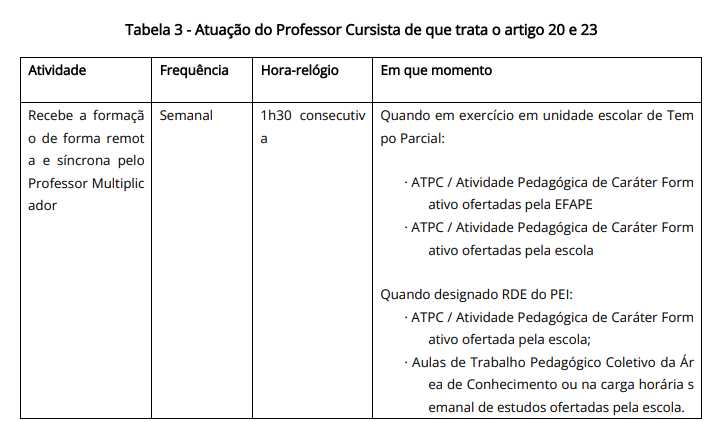 Tabela 3 - Atuação do Professor Cursista de que trata o artigo 20 e 23
Atividade
Frequência
Hora-relógio
Em que momento
Recebe a formaçã
o de forma remot
a e síncrona pelo
Professor Multiplic
ador
Semanal
1h30 consecutiv
a
Quando em exercício em unidade escolar de Tem
po Parcial:
· ATPC / Atividade Pedagógica de Caráter Form
ativo ofertadas pela EFAPE
· ATPC / Atividade Pedagógica de Caráter Form
ativo ofertadas pela escola
Quando designado RDE do PEI:
· ATPC / Atividade Pedagógica de Caráter Form
ativo ofertada pela escola;
· Aulas de Trabalho Pedagógico Coletivo da Ár
ea de Conhecimento ou na carga horária s
emanal de estudos ofertadas pela escola.